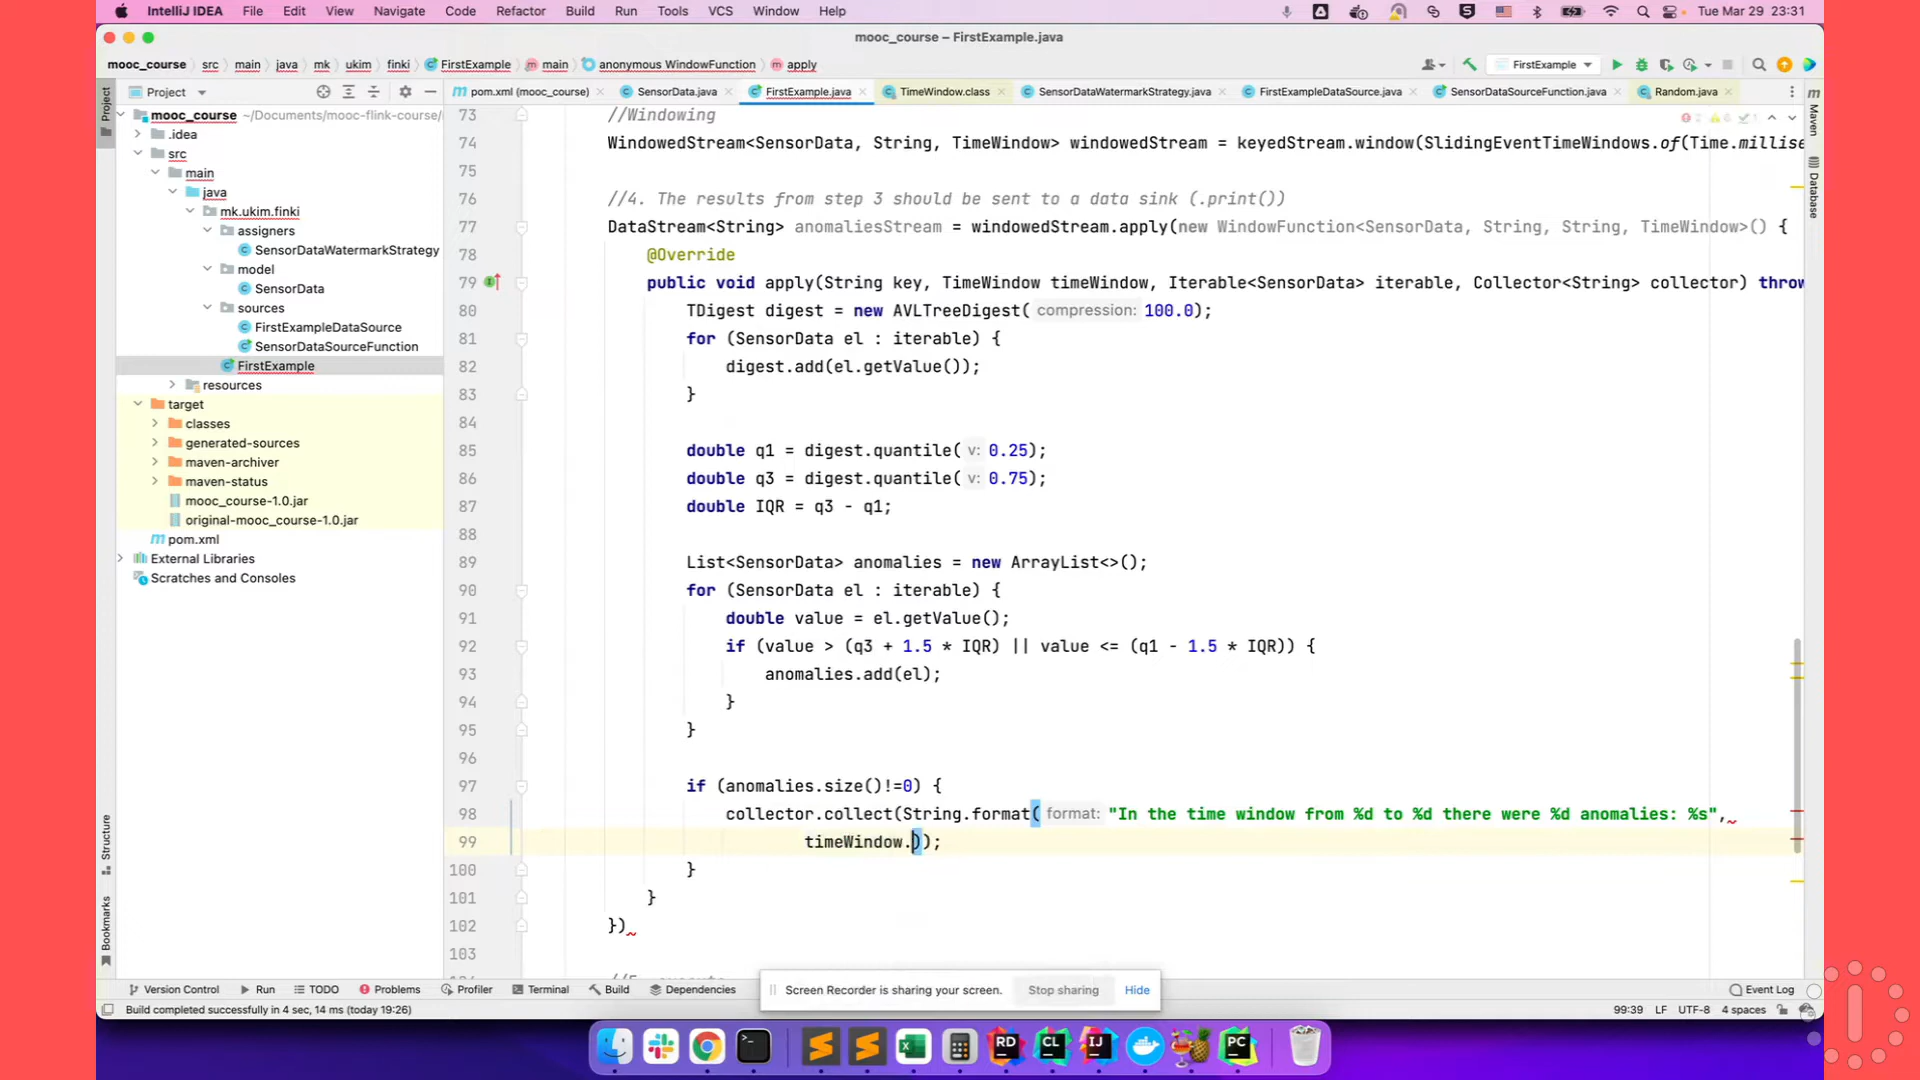 IntelliJ IDEA File Edit View Navigate Code Refactor Build Run Tools VCS Window Help Tue Mar 29 23:31
mooc_course – FirstExample.java
mooc_course src main java mk ukim finki FirstExample main anonymous WindowFunction apply FirstExample
Project pom.xml (mooc_course) SensorData.java FirstExample.java TimeWindow.class SensorDataWatermarkStrategy.java FirstExampleDataSource.java SensorDataSourceFunction.java Random.java
Project
Maven
Database
Structure
Bookmarks
mooc_course ~/Documents/mooc-flink-course/
.idea
src
main
java
mk.ukim.finki
assigners
SensorDataWatermarkStrategy
model
SensorData
sources
FirstExampleDataSource
SensorDataSourceFunction
FirstExample
resources
target
classes
generated-sources
maven-archiver
maven-status
mooc_course-1.0.jar
original-mooc_course-1.0.jar
pom.xml
External Libraries
Scratches and Consoles
73 //Windowing
74 WindowedStream<SensorData, String, TimeWindow> windowedStream = keyedStream.window(SlidingEventTimeWindows.of(Time.millise
75
76 //4. The results from step 3 should be sent to a data sink (.print())
77 DataStream<String> anomaliesStream = windowedStream.apply(new WindowFunction<SensorData, String, String, TimeWindow>() {
78 @Override
79 public void apply(String key, TimeWindow timeWindow, Iterable<SensorData> iterable, Collector<String> collector) throw
80 TDigest digest = new AVLTreeDigest( compression: 100.0);
81 for (SensorData el : iterable) {
82 digest.add(el.getValue());
83 }
84
85 double q1 = digest.quantile( v: 0.25);
86 double q3 = digest.quantile( v: 0.75);
87 double IQR = q3 - q1;
88
89 List<SensorData> anomalies = new ArrayList<>();
90 for (SensorData el : iterable) {
91 double value = el.getValue();
92 if (value > (q3 + 1.5 * IQR) || value <= (q1 - 1.5 * IQR)) {
93 anomalies.add(el);
94 }
95 }
96
97 if (anomalies.size()!=0) {
98 collector.collect(String.format( format: "In the time window from %d to %d there were %d anomalies: %s",
99 timeWindow.));
100 }
101 }
102 })
103
Screen Recorder is sharing your screen. Stop sharing Hide
Version Control Run TODO Problems Profiler Terminal Build Dependencies Event Log
Build completed successfully in 4 sec, 14 ms (today 19:26) 99:39 LF UTF-8 4 spaces
RD CL IJ PC